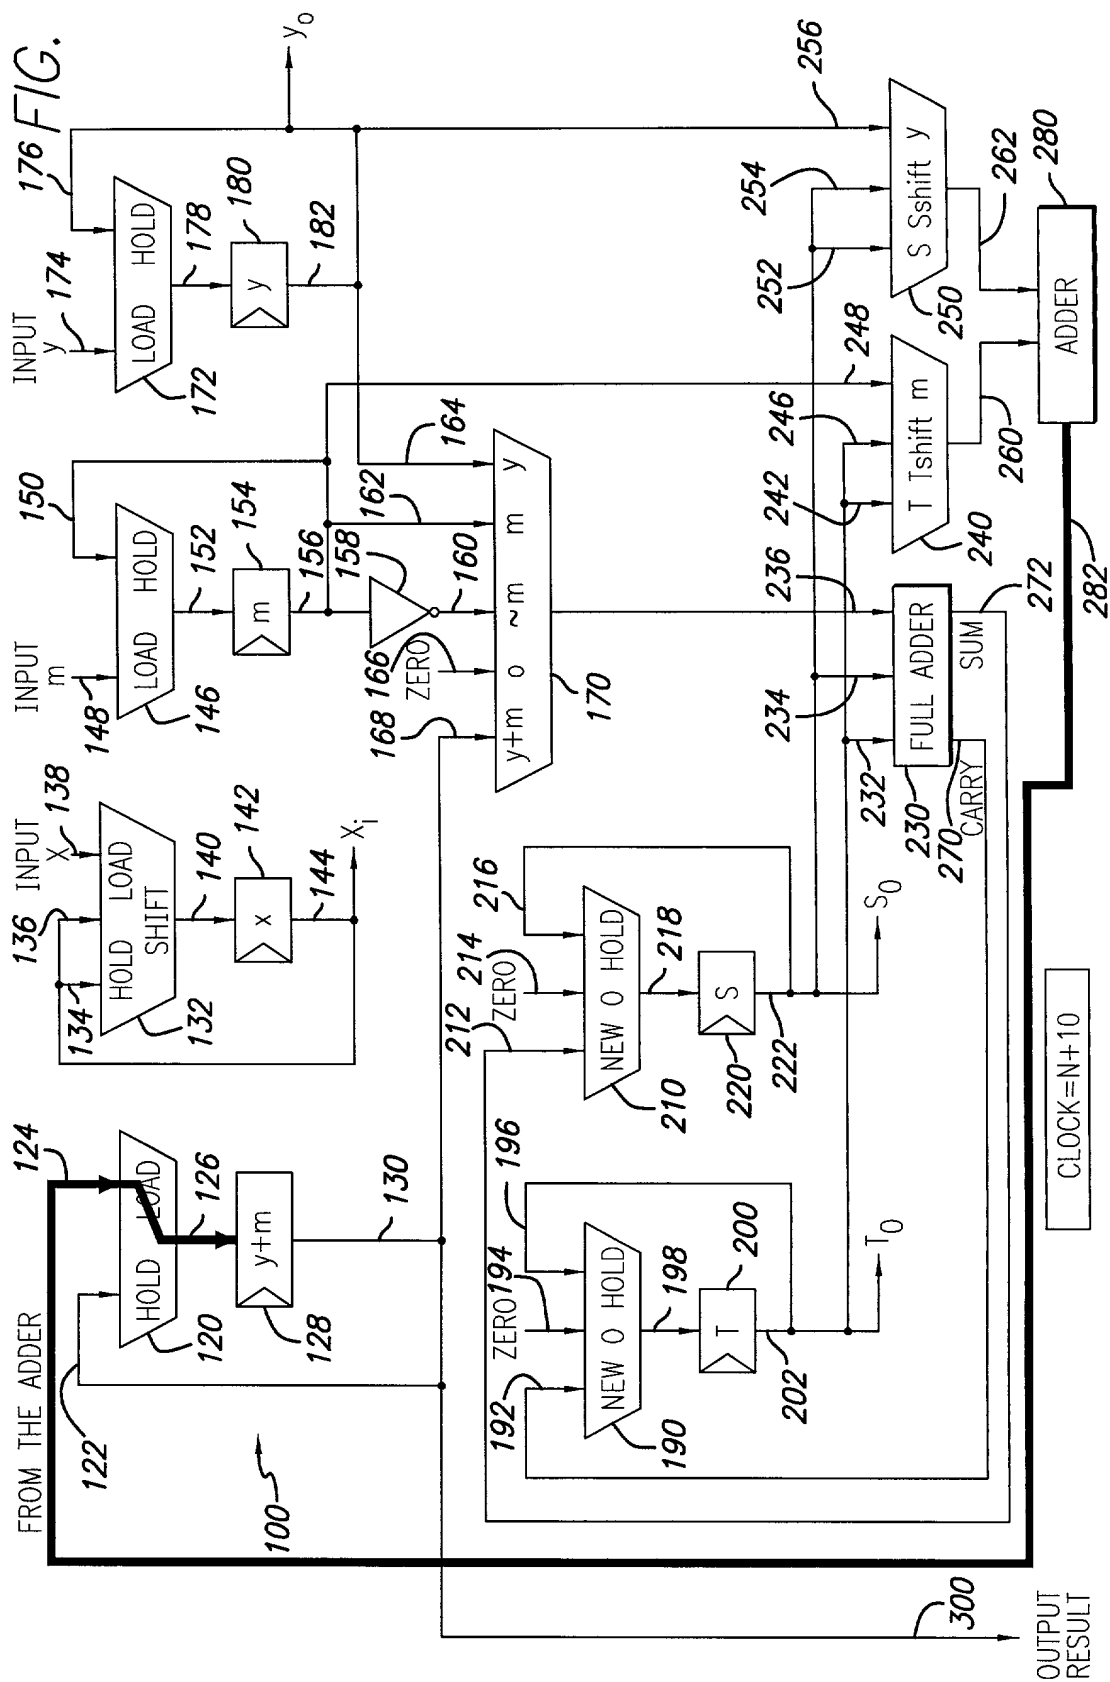 FIG.
FROM THE ADDER
124
122
HOLD LOAD
120
126
y+m
128
130
100
INPUT
X
138
136
134
HOLD LOAD
SHIFT
132
140
X
142
144
Xi
INPUT
m
148
150
LOAD HOLD
146
152
m
154
156
158
160
162
164
ZERO
166
168
y+m 0 ~m m y
170
INPUT
y
174
176
LOAD HOLD
172
178
y
180
182
yo
192
ZERO
194
196
NEW 0 HOLD
190
198
T
200
202
TO
212
ZERO
214
216
NEW 0 HOLD
210
218
S
220
222
SO
232
234
236
FULL ADDER
230
CARRY
270
SUM
272
242
246
248
T Tshift m
240
260
252
254
256
S Sshift y
250
262
ADDER
280
282
CLOCK=N+10
300
OUTPUT
RESULT